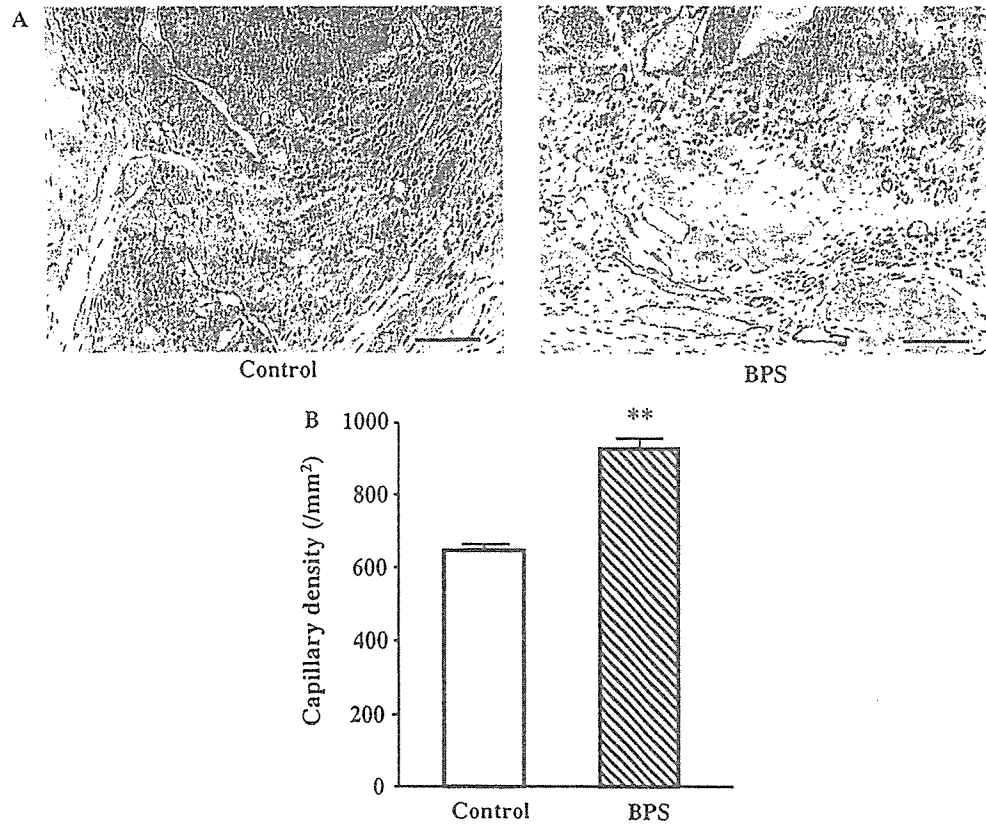 A
Control
BPS
B
**
Capillary density (/mm²)
1000
800
600
400
200
0
Control
BPS